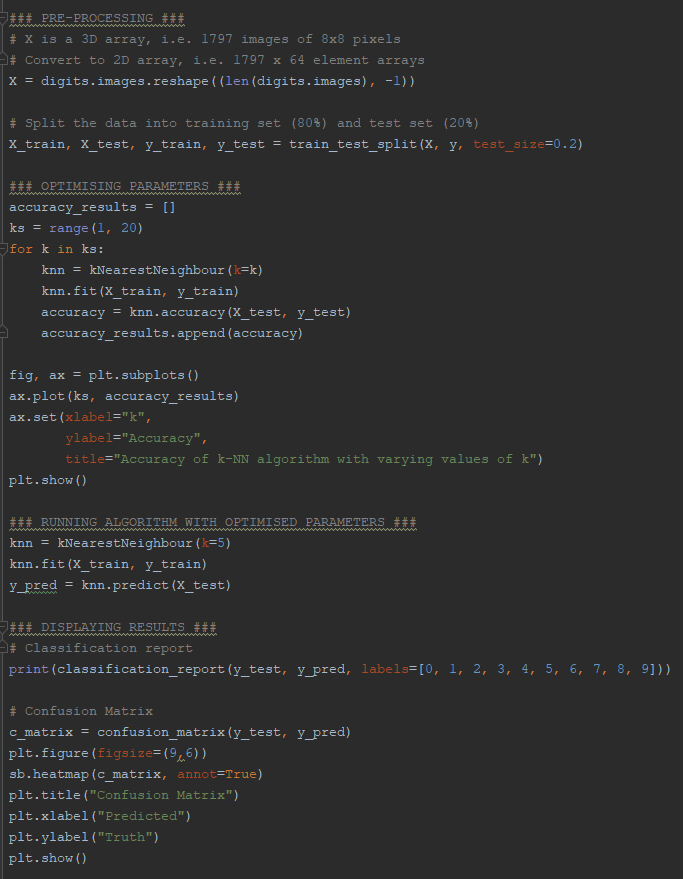 ### PRE-PROCESSING ###
# X is a 3D array, i.e. 1797 images of 8x8 pixels
# Convert to 2D array, i.e. 1797 x 64 element arrays
X = digits.images.reshape((len(digits.images), -1))

# Split the data into training set (80%) and test set (20%)
X_train, X_test, y_train, y_test = train_test_split(X, y, test_size=0.2)

### OPTIMISING PARAMETERS ###
accuracy_results = []
ks = range(1, 20)
for k in ks:
    knn = kNearestNeighbour(k=k)
    knn.fit(X_train, y_train)
    accuracy = knn.accuracy(X_test, y_test)
    accuracy_results.append(accuracy)

fig, ax = plt.subplots()
ax.plot(ks, accuracy_results)
ax.set(xlabel="k",
       ylabel="Accuracy",
       title="Accuracy of k-NN algorithm with varying values of k")
plt.show()

### RUNNING ALGORITHM WITH OPTIMISED PARAMETERS ###
knn = kNearestNeighbour(k=5)
knn.fit(X_train, y_train)
y_pred = knn.predict(X_test)

### DISPLAYING RESULTS ###
# Classification report
print(classification_report(y_test, y_pred, labels=[0, 1, 2, 3, 4, 5, 6, 7, 8, 9]))

# Confusion Matrix
c_matrix = confusion_matrix(y_test, y_pred)
plt.figure(figsize=(9,6))
sb.heatmap(c_matrix, annot=True)
plt.title("Confusion Matrix")
plt.xlabel("Predicted")
plt.ylabel("Truth")
plt.show()